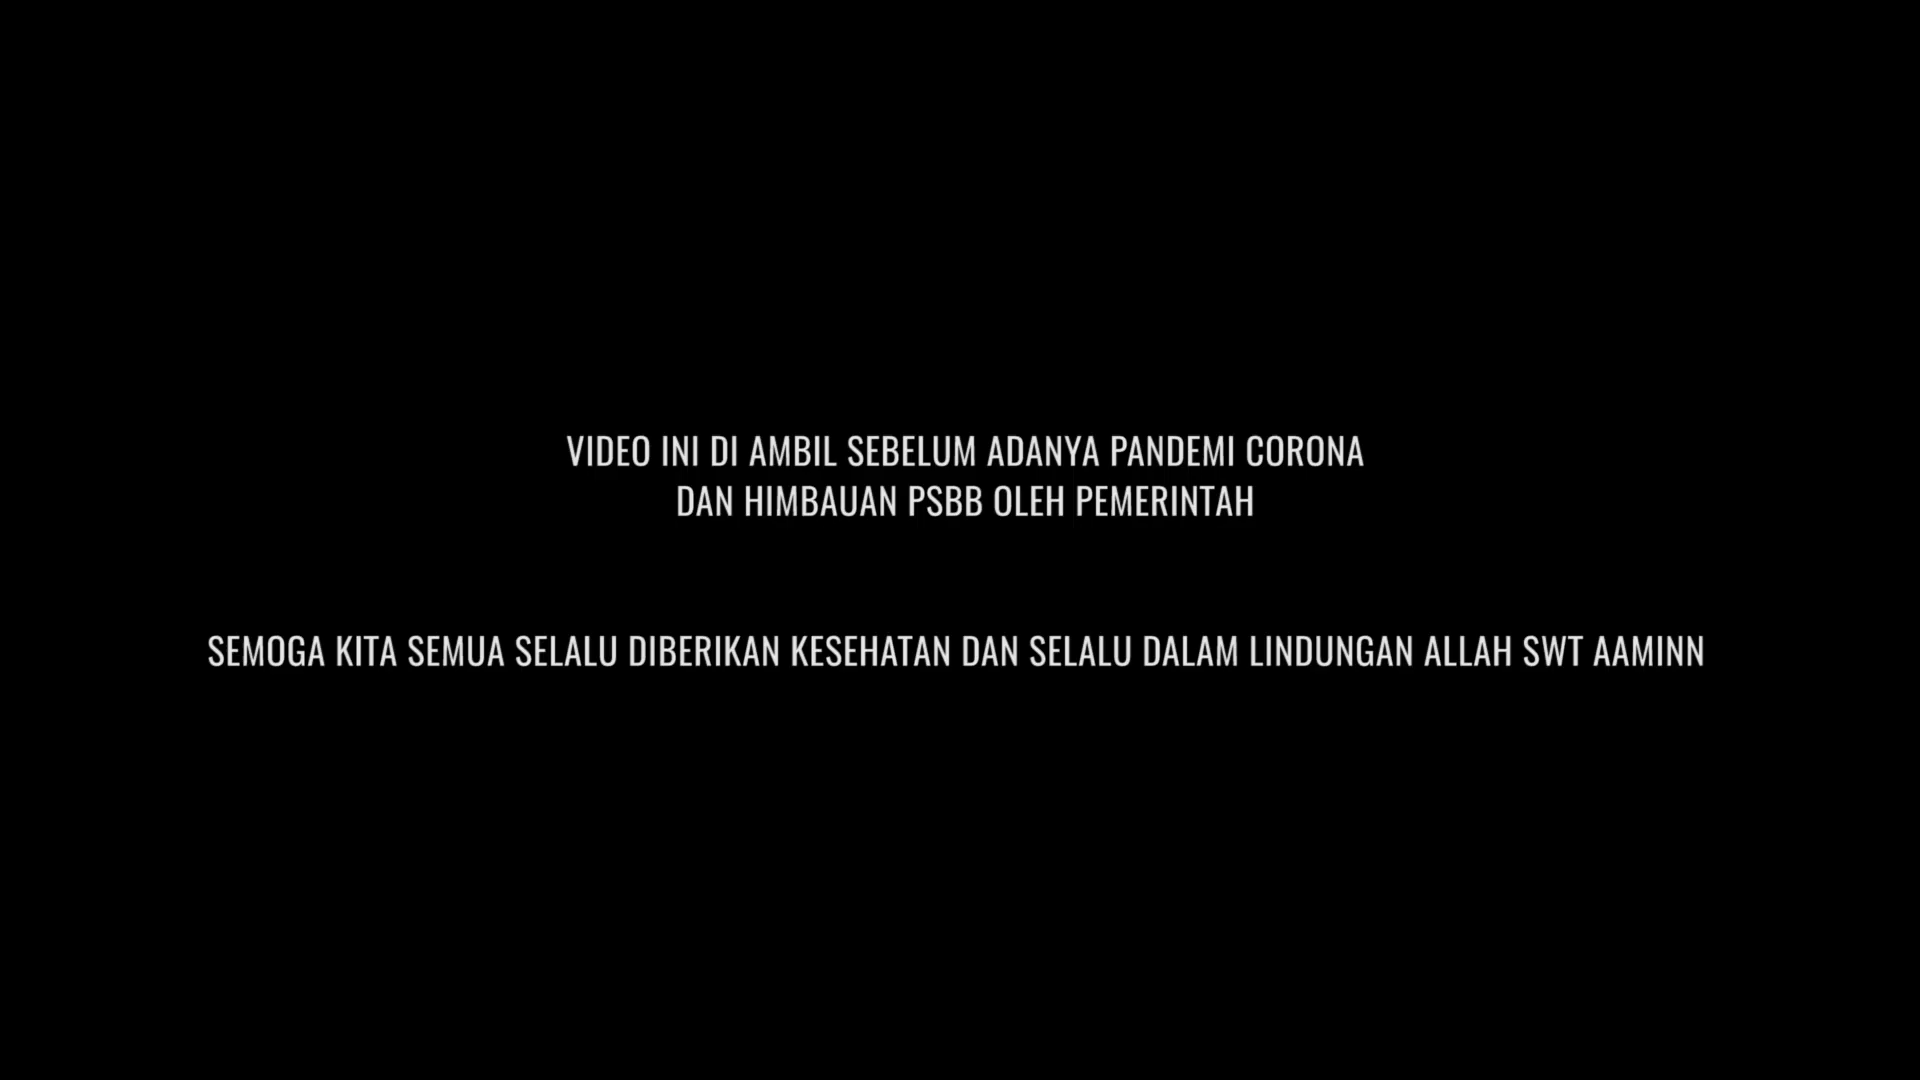 VIDEO INI DI AMBIL SEBELUM ADANYA PANDEMI CORONA
DAN HIMBAUAN PSBB OLEH PEMERINTAH
SEMOGA KITA SEMUA SELALU DIBERIKAN KESEHATAN DAN SELALU DALAM LINDUNGAN ALLAH SWT AAMINN